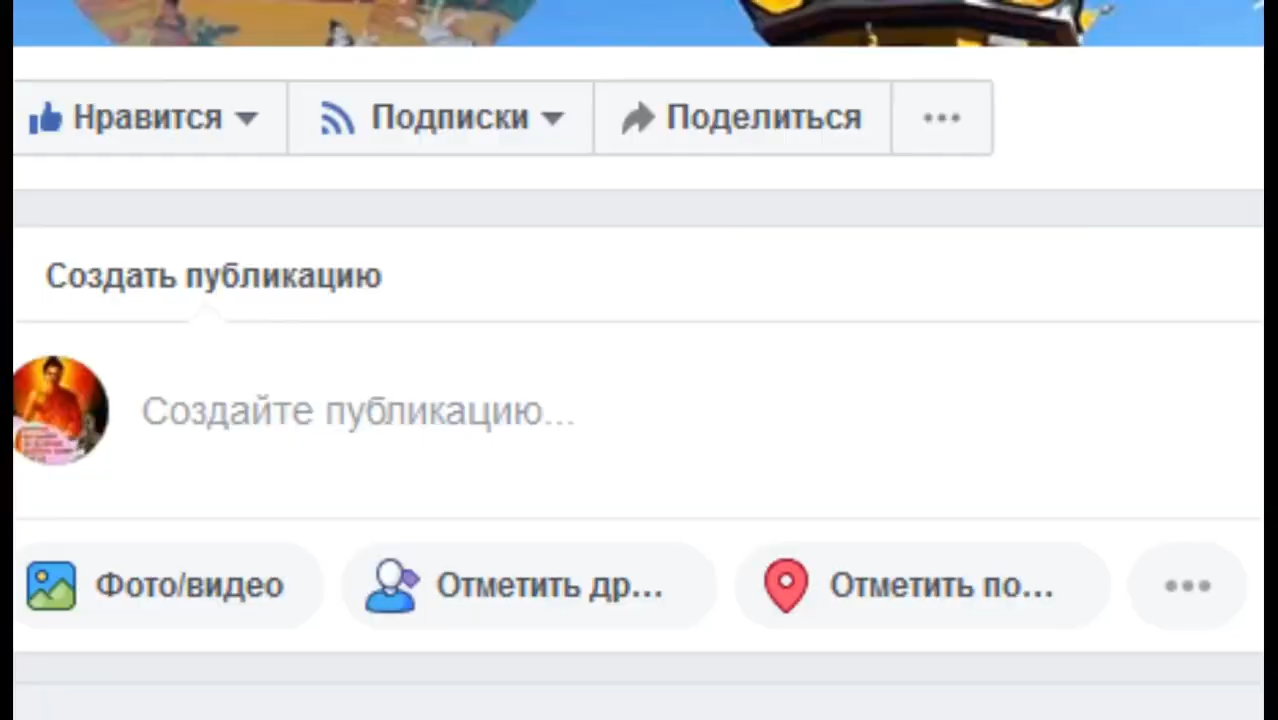 Нравится Подписки Поделиться
Создать публикацию
Создайте публикацию...
Фото/видео Отметить др... Отметить по...